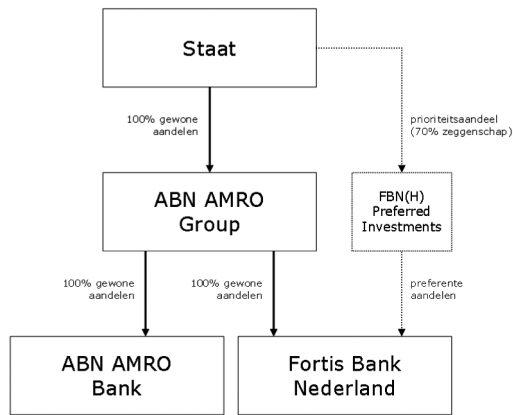 Staat
100% gewone
aandelen
prioriteitsaandeel
(70% zeggenschap)
ABN AMRO
Group
FBN(H)
Preferred
Investments
100% gewone
aandelen
100% gewone
aandelen
preferente
aandelen
ABN AMRO
Bank
Fortis Bank
Nederland